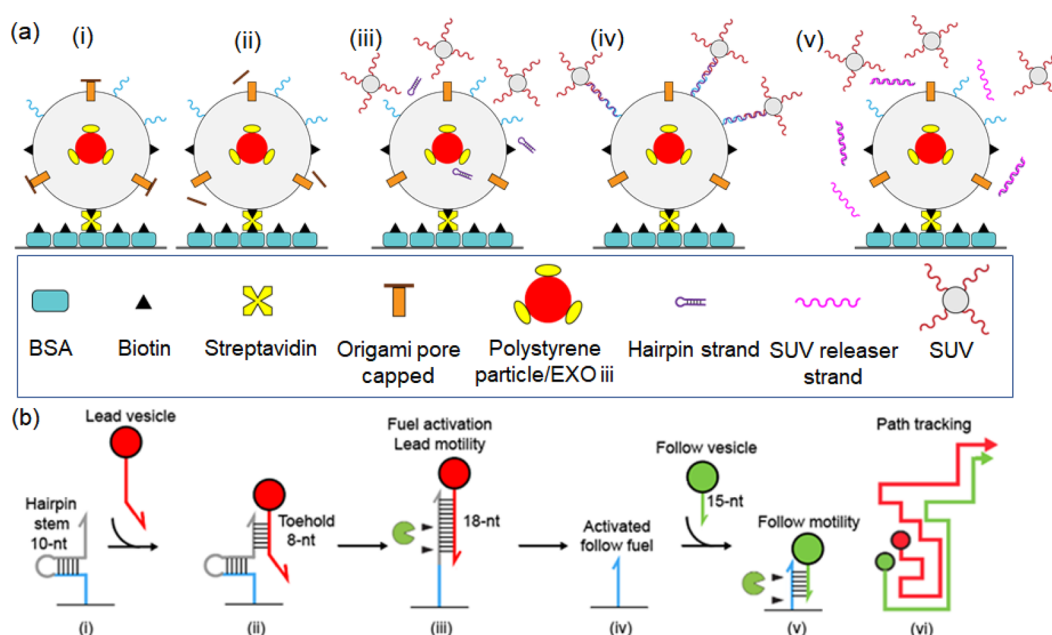 (a)
(i)
(ii)
(iii)
(iv)
(v)
BSA
Biotin
Streptavidin
Origami pore
capped
Polystyrene
particle/EXO iii
Hairpin strand
SUV releaser
strand
SUV
(b)
Lead vesicle
Hairpin
stem
10-nt
Toehold
8-nt
Fuel activation
Lead motility
18-nt
Activated
follow fuel
Follow vesicle
15-nt
Follow motility
Path tracking
(i)
(ii)
(iii)
(iv)
(v)
(vi)